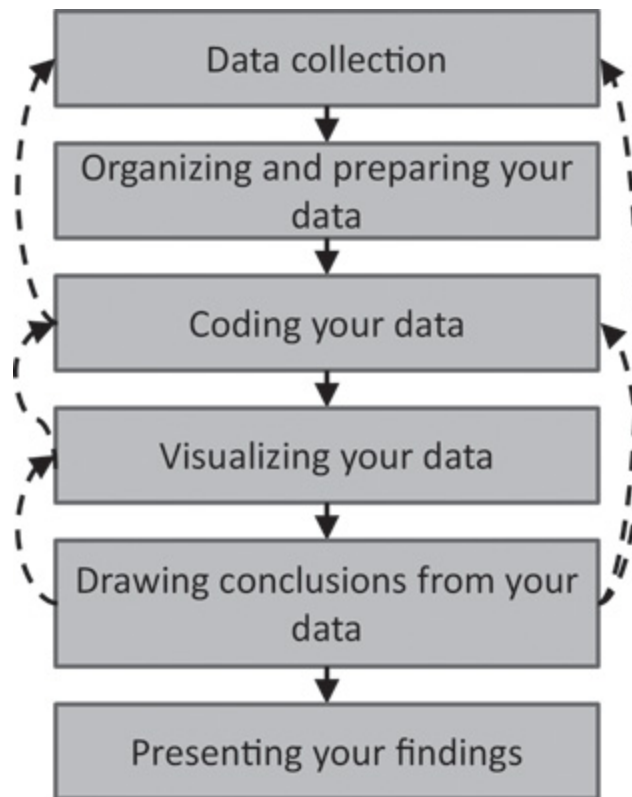 Data collection
Organizing and preparing your
data
Coding your data
Visualizing your data
Drawing conclusions from your
data
Presenting your findings